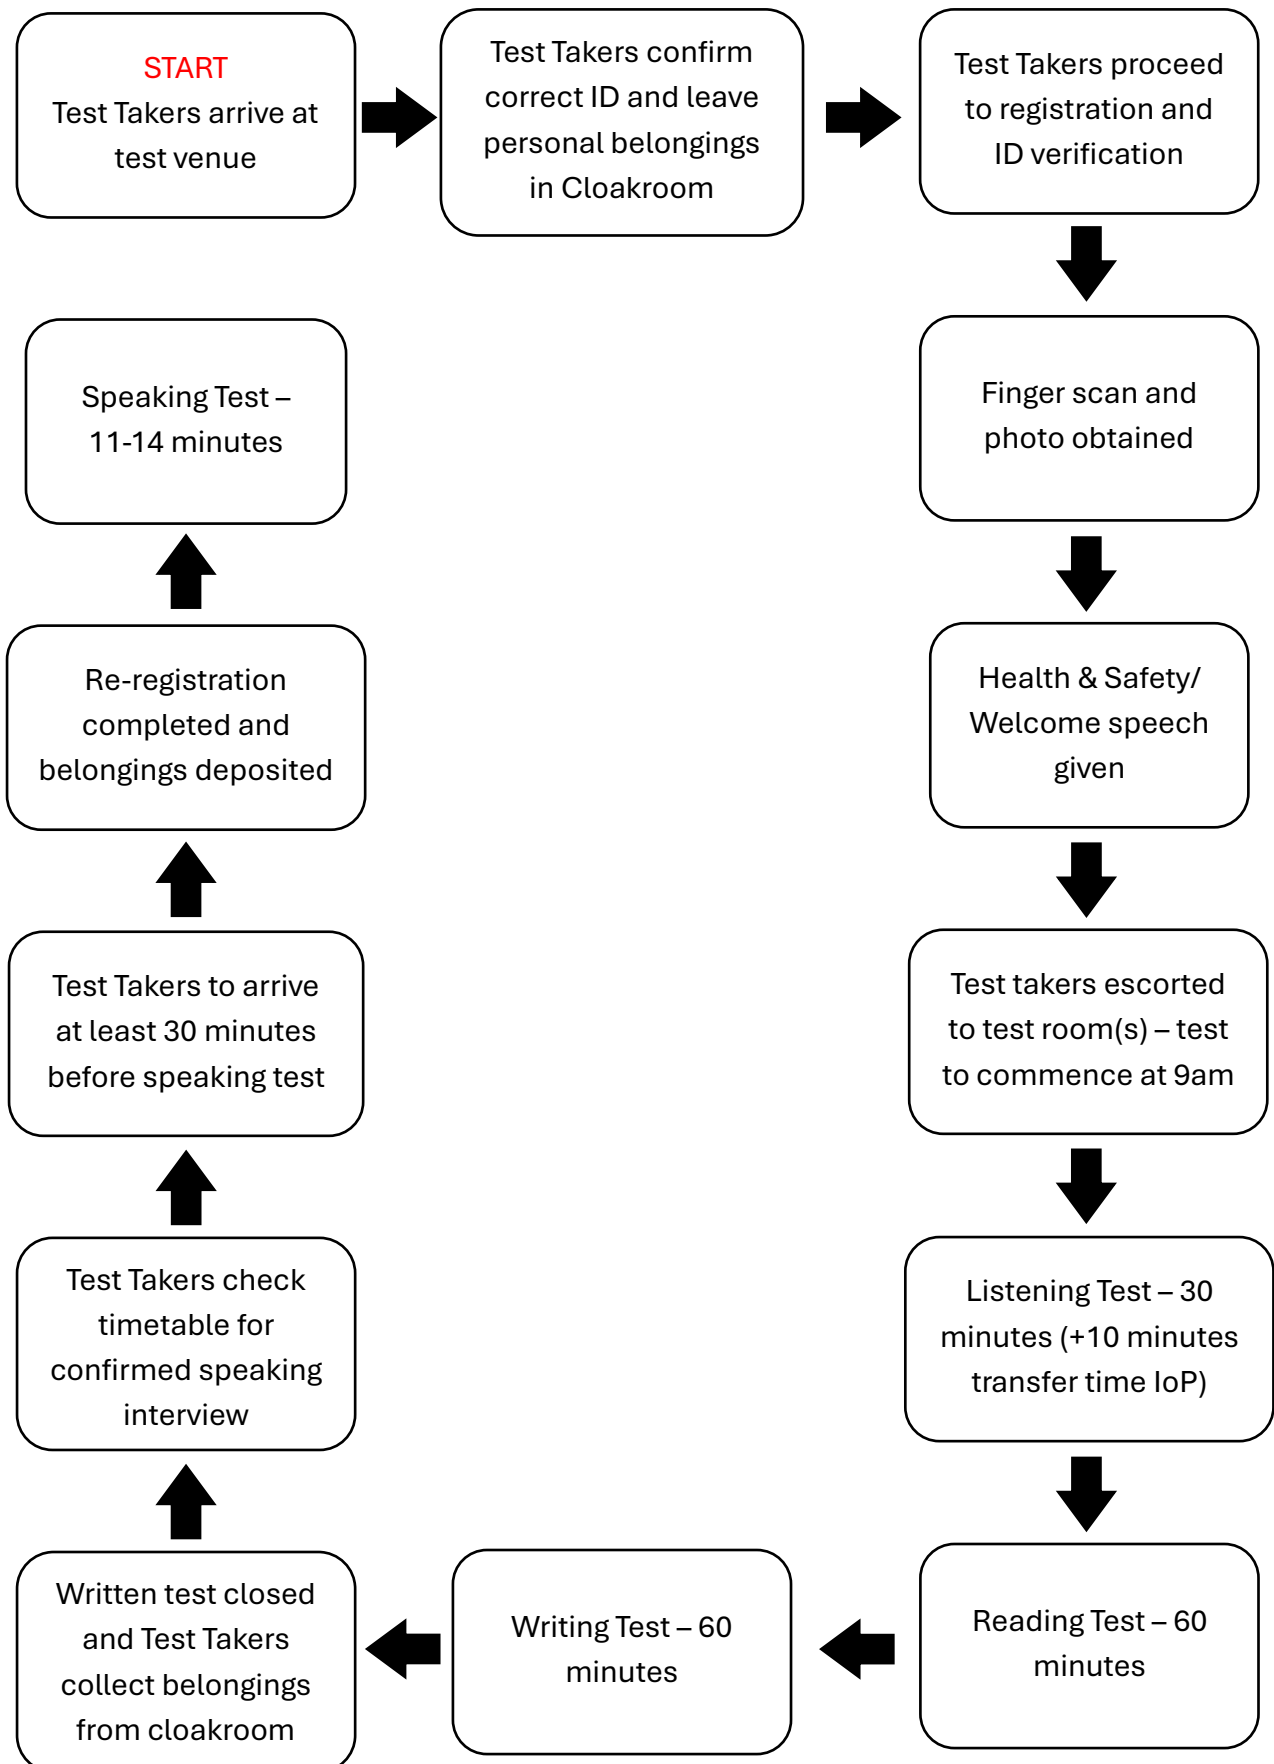 START
Test Takers arrive at
test venue
Test Takers confirm
correct ID and leave
personal belongings
in Cloakroom
Test Takers proceed
to registration and
ID verification
Finger scan and
photo obtained
Health & Safety/
Welcome speech
given
Test takers escorted
to test room(s) – test
to commence at 9am
Listening Test – 30
minutes (+10 minutes
transfer time IoP)
Reading Test – 60
minutes
Writing Test – 60
minutes
Written test closed
and Test Takers
collect belongings
from cloakroom
Test Takers check
timetable for
confirmed speaking
interview
Test Takers to arrive
at least 30 minutes
before speaking test
Re-registration
completed and
belongings deposited
Speaking Test –
11-14 minutes